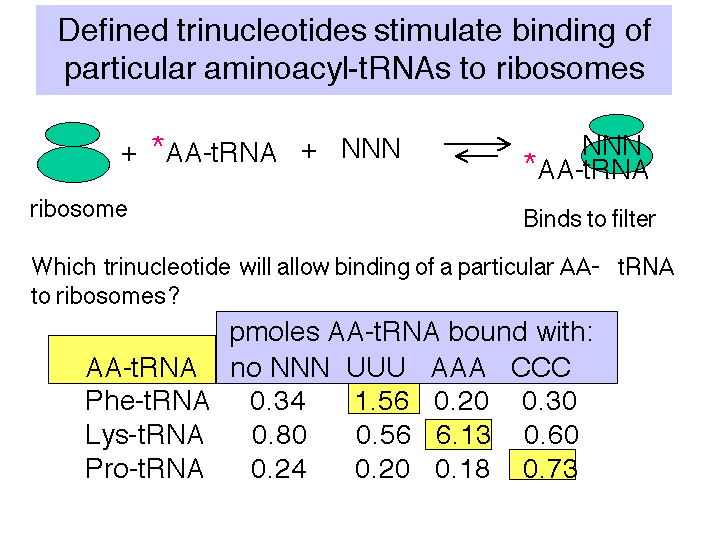 Defined trinucleotides stimulate binding of
particular aminoacyl-tRNAs to ribosomes
+ *AA-tRNA + NNN
NNN
*AA-tRNA
ribosome
Binds to filter
Which trinucleotide will allow binding of a particular AA- tRNA
to ribosomes?
pmoles AA-tRNA bound with:
AA-tRNA no NNN UUU AAA CCC
Phe-tRNA 0.34 1.56 0.20 0.30
Lys-tRNA 0.80 0.56 6.13 0.60
Pro-tRNA 0.24 0.20 0.18 0.73